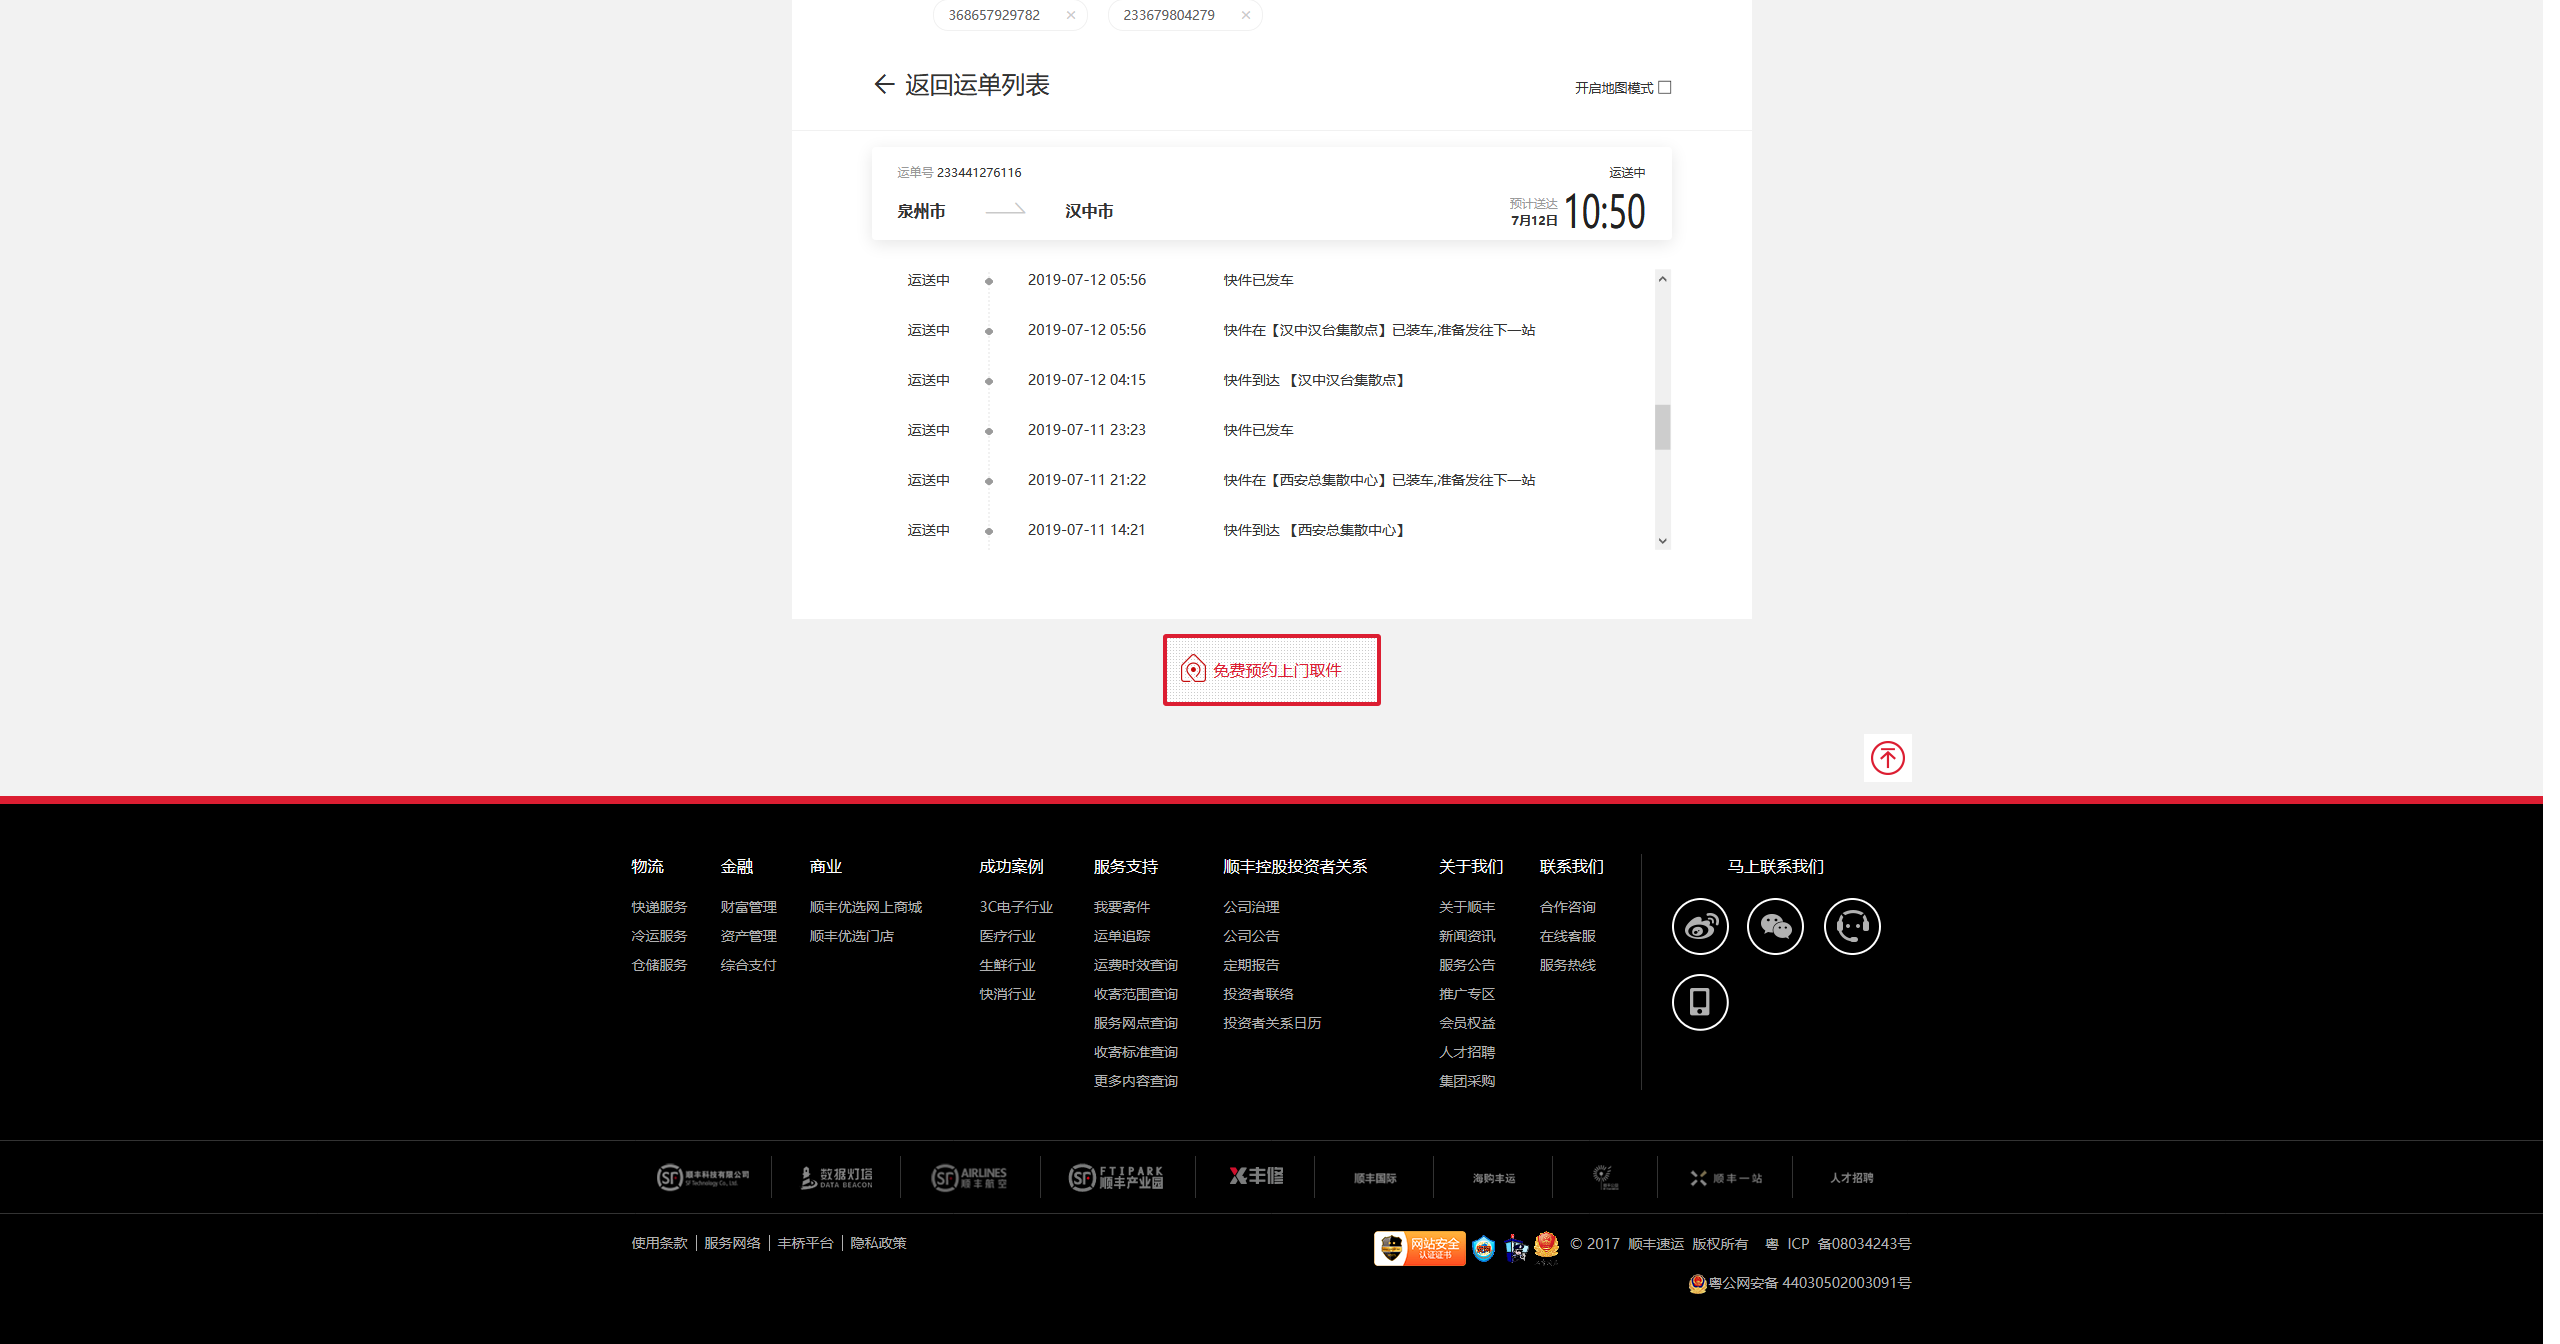 368657929782 × 233679804279 ×
返回运单列表
开启地图模式
运单号 233441276116
运送中
泉州市 汉中市
预计送达
7月12日
10:50
运送中 2019-07-12 05:56 快件已发车
运送中 2019-07-12 05:56 快件在【汉中汉台集散点】已装车,准备发往下一站
运送中 2019-07-12 04:15 快件到达 【汉中汉台集散点】
运送中 2019-07-11 23:23 快件已发车
运送中 2019-07-11 21:22 快件在【西安总集散中心】已装车,准备发往下一站
运送中 2019-07-11 14:21 快件到达 【西安总集散中心】
免费预约上门取件
物流
快递服务
冷运服务
仓储服务
金融
财富管理
资产管理
综合支付
商业
顺丰优选网上商城
顺丰优选门店
成功案例
3C电子行业
医疗行业
生鲜行业
快消行业
服务支持
我要寄件
运单追踪
运费时效查询
收寄范围查询
服务网点查询
收寄标准查询
更多内容查询
顺丰控股投资者关系
公司治理
公司公告
定期报告
投资者联络
投资者关系日历
关于我们
关于顺丰
新闻资讯
服务公告
推广专区
会员权益
人才招聘
集团采购
联系我们
合作咨询
在线客服
服务热线
马上联系我们
SF 顺丰科技有限公司
SF Technology Co., Ltd.
数据灯塔
DATA BEACON
SF AIRLINES
顺丰航空
SF FTIPARK
顺丰产业园
X丰修
顺丰国际
海购丰运
顺丰一站
人才招聘
使用条款 | 服务网络 | 丰桥平台 | 隐私政策
网站安全
认证证书
© 2017 顺丰速运 版权所有 粤 ICP 备08034243号
粤公网安备 44030502003091号